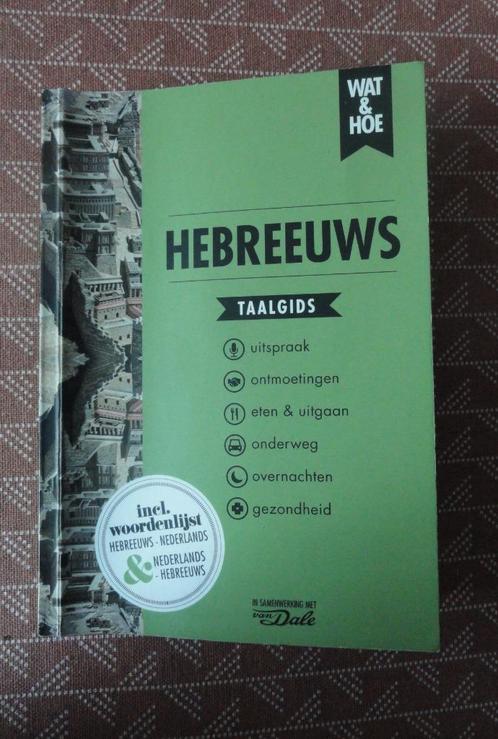 WAT
&
HOE
HEBREEUWS
TAALGIDS
uitspraak
ontmoetingen
eten & uitgaan
onderweg
overnachten
gezondheid
incl.
woordenlijst
HEBREEUWS - NEDERLANDS
&
NEDERLANDS
- HEBREEUWS
IN SAMENWERKING MET
van Dale